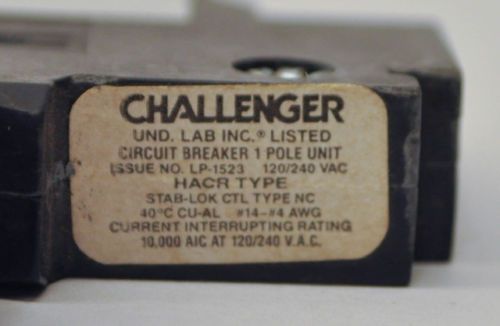 CHALLENGER
UND. LAB INC.® LISTED
CIRCUIT BREAKER 1 POLE UNIT
ISSUE NO. LP-1523 120/240 VAC
HACR TYPE
STAB-LOK CTL TYPE NC
40°C CU-AL #14-#4 AWG
CURRENT INTERRUPTING RATING
10,000 AIC AT 120/240 V.A.C.